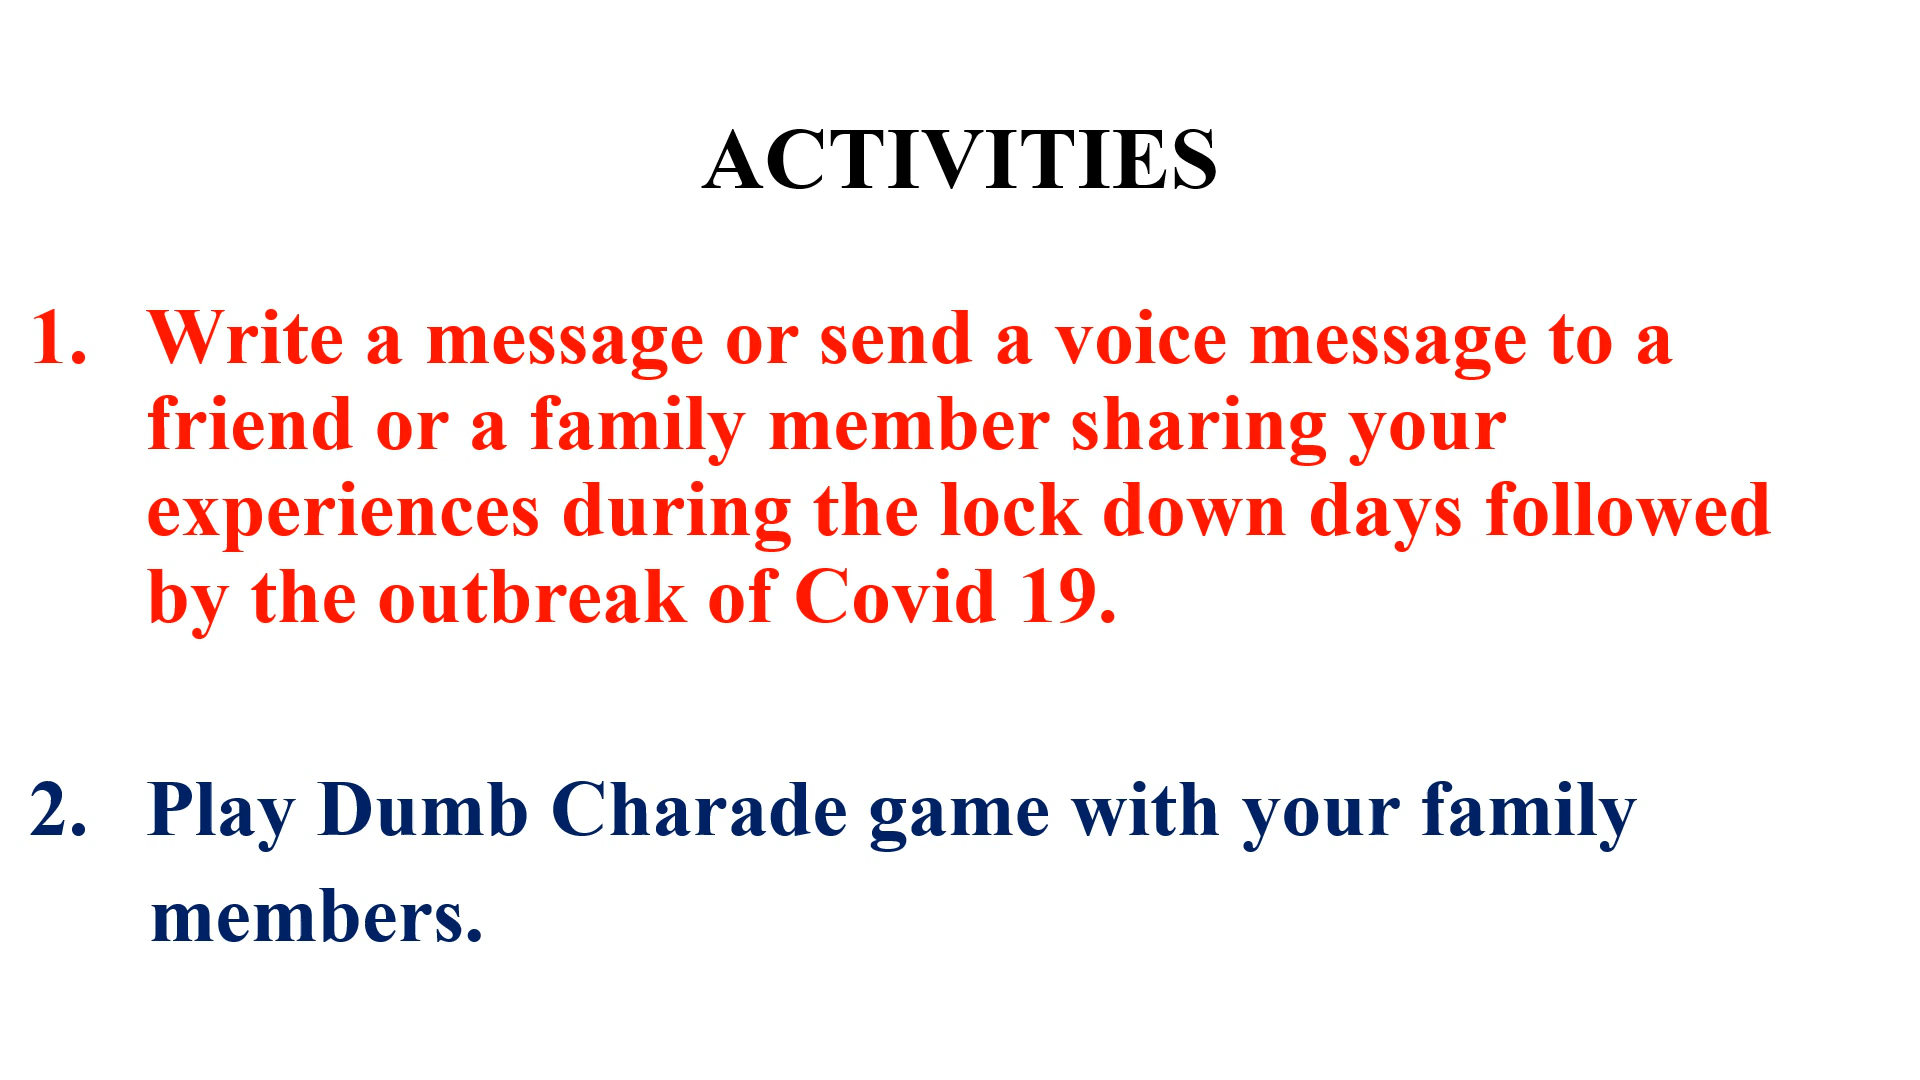 ACTIVITIES
1. Write a message or send a voice message to a
friend or a family member sharing your
experiences during the lock down days followed
by the outbreak of Covid 19.
2. Play Dumb Charade game with your family
members.